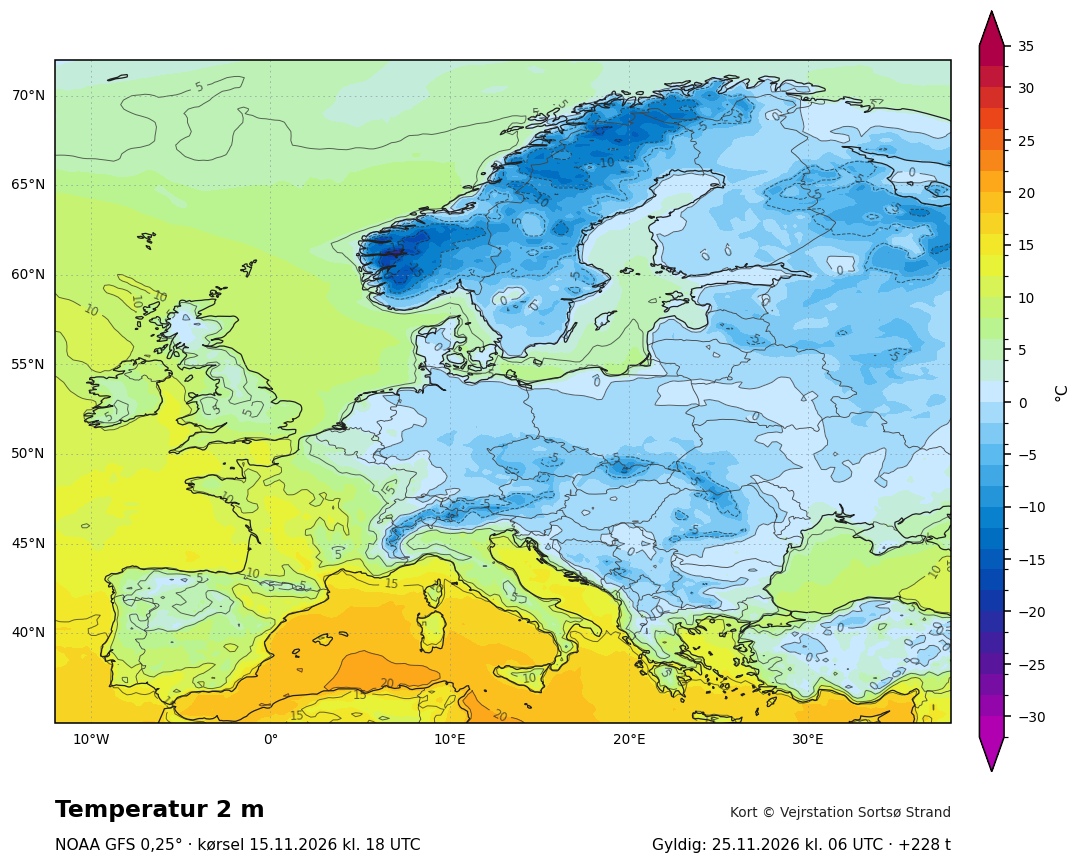 70°N
65°N
60°N
55°N
50°N
45°N
40°N
10°W 0° 10°E 20°E 30°E
35
30
25
20
15
10
5
0
−5
−10
−15
−20
−25
−30
°C
Temperatur 2 m
Kort © Vejrstation Sortsø Strand
NOAA GFS 0,25° · kørsel 15.11.2026 kl. 18 UTC
Gyldig: 25.11.2026 kl. 06 UTC · +228 t